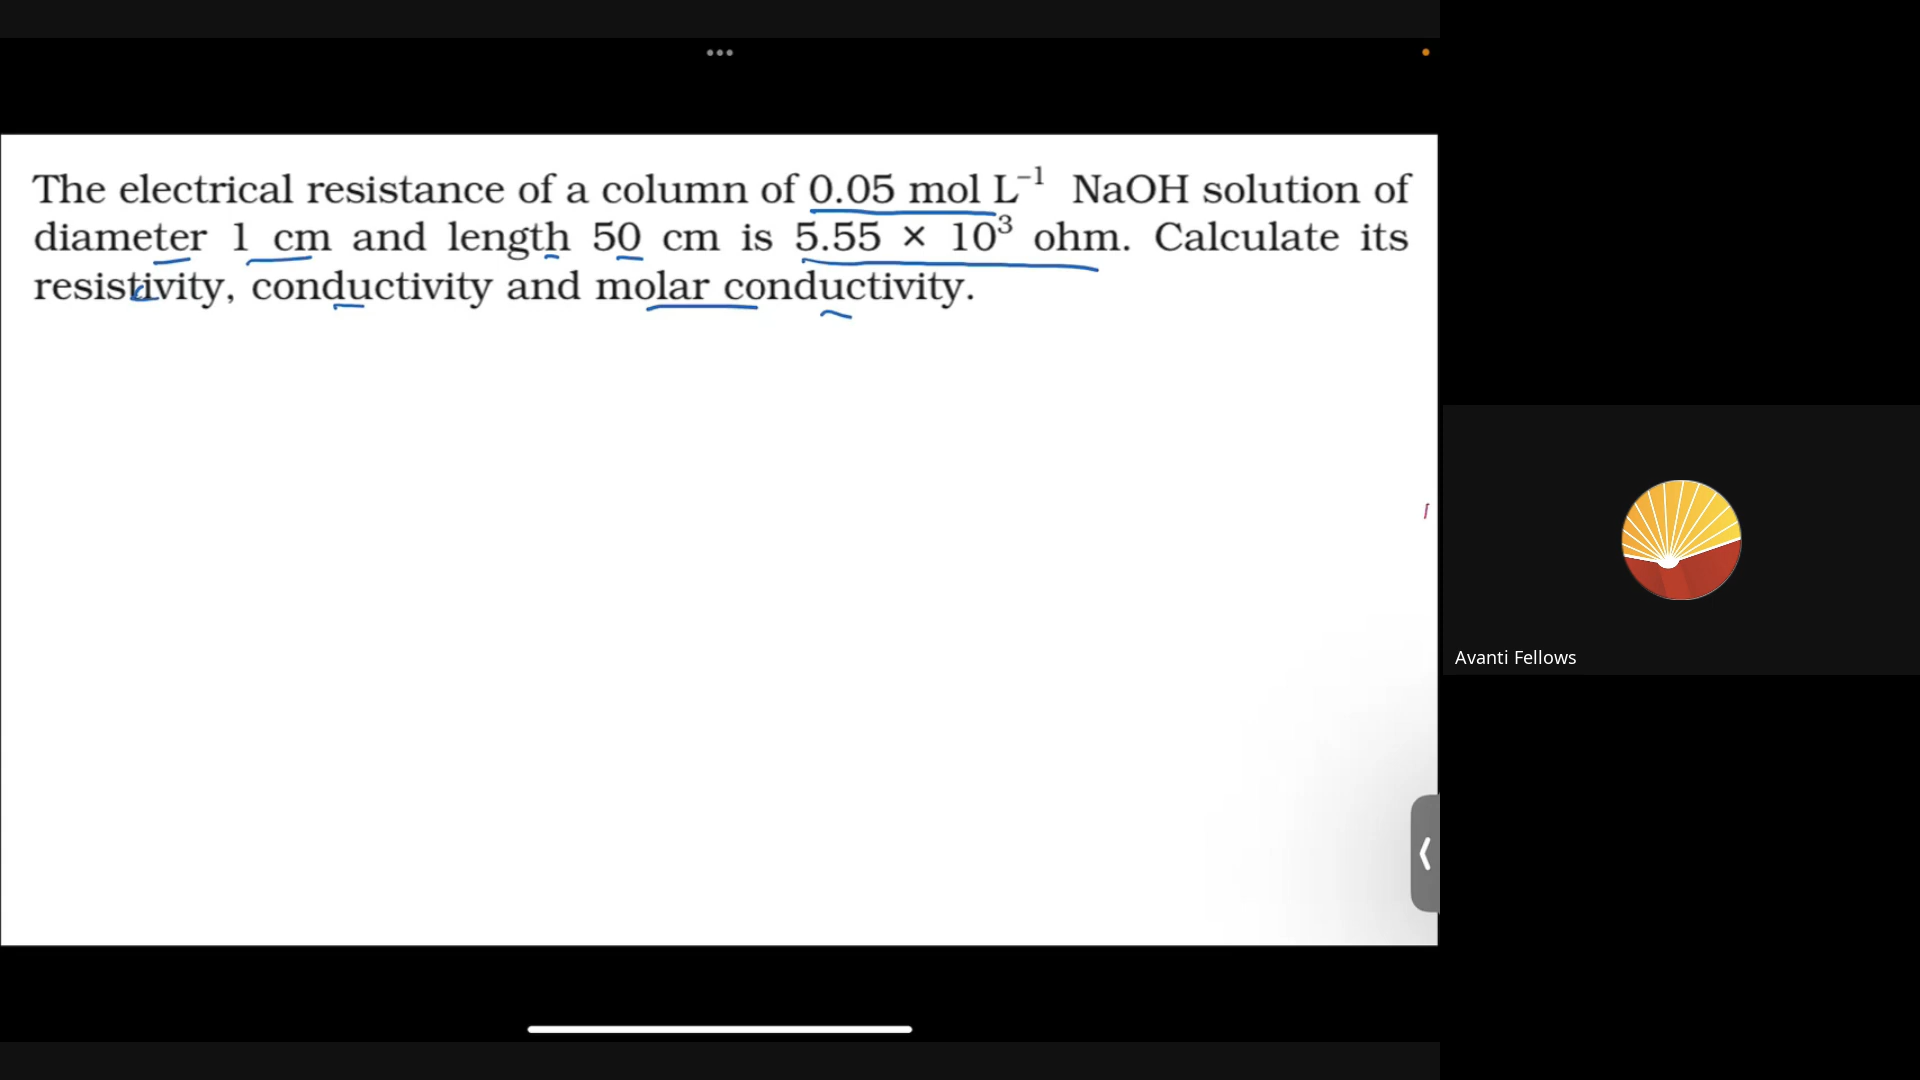 The electrical resistance of a column of 0.05 mol L⁻¹ NaOH solution of
diameter 1 cm and length 50 cm is 5.55 × 10³ ohm. Calculate its
resistivity, conductivity and molar conductivity.
Avanti Fellows